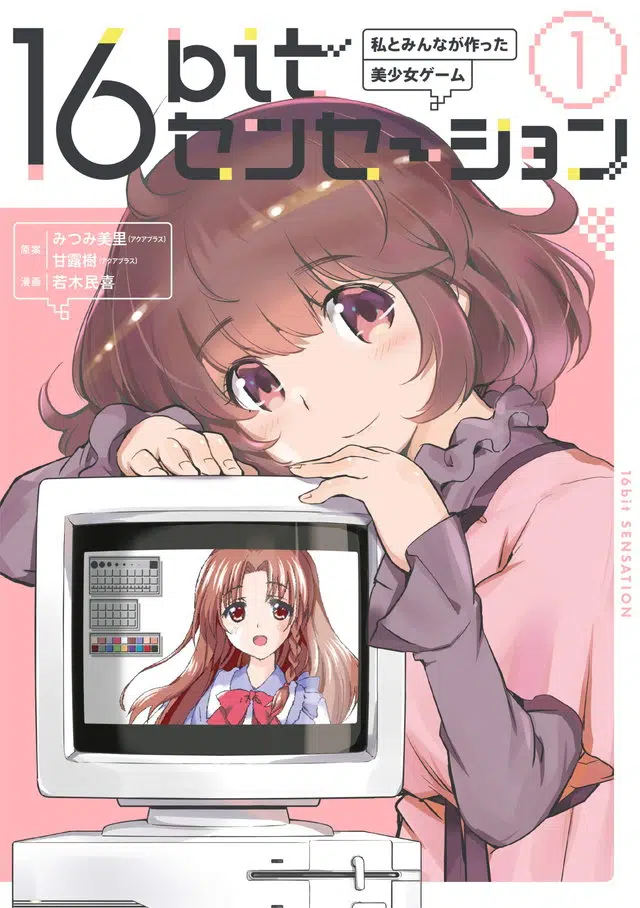 16bit
センセーション
私とみんなが作った
美少女ゲーム
1
原案 みつみ美里(アクアプラス)
甘露樹(アクアプラス)
漫画 若木民喜
16bit SENSATION